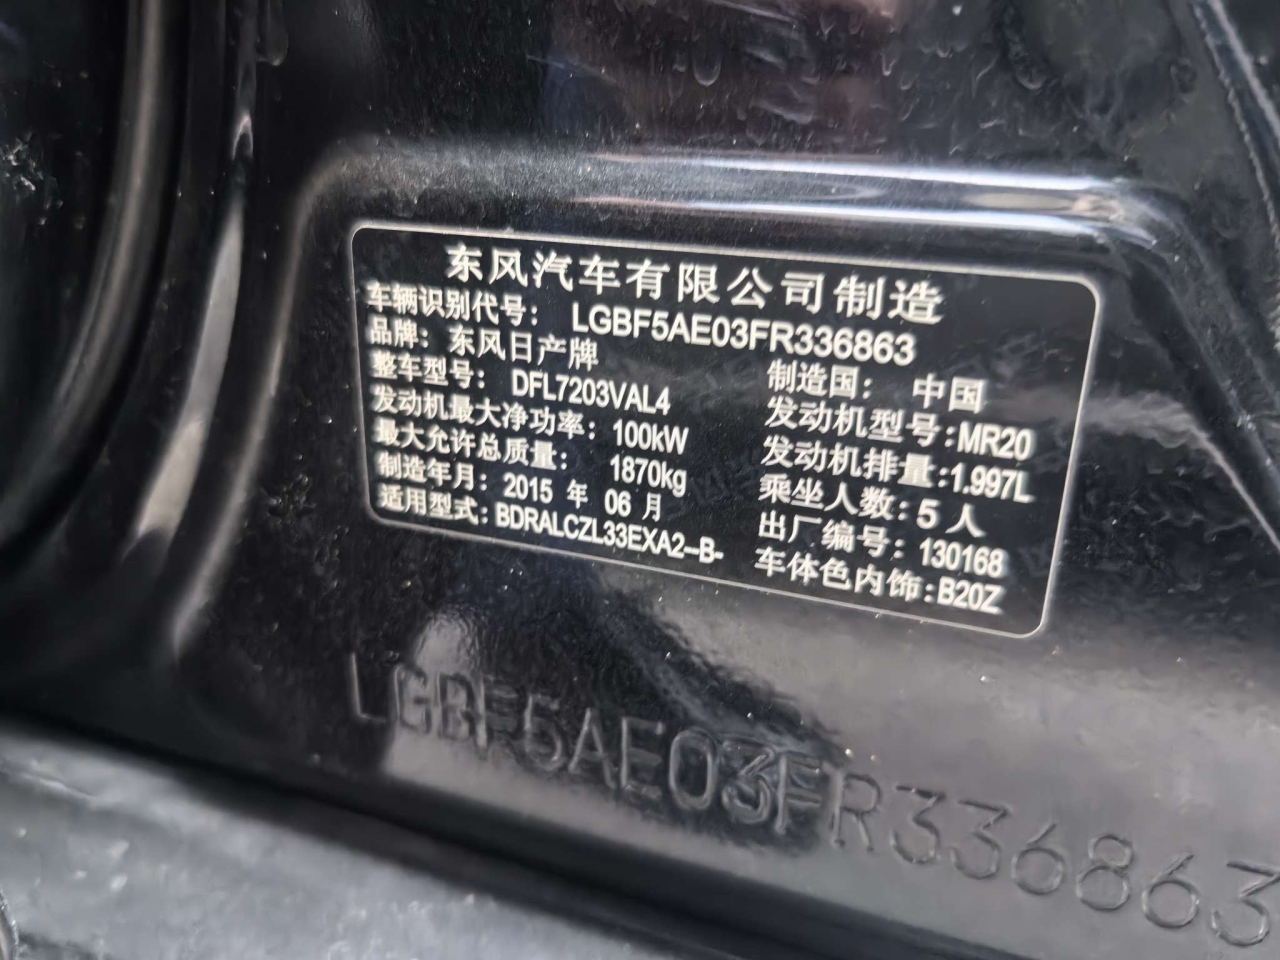 东风汽车有限公司制造
车辆识别代号: LGBF5AE03FR336863
品牌: 东风日产牌 制造国: 中国
整车型号: DFL7203VAL4 发动机型号:MR20
发动机最大净功率: 100kW 发动机排量:1.997L
最大允许总质量: 1870kg 乘坐人数:5人
制造年月: 2015 年 06 月 出厂编号: 130168
适用型式: BDRALCZL33EXA2--B- 车体色内饰:B20Z
LGBF5AE03FR336863